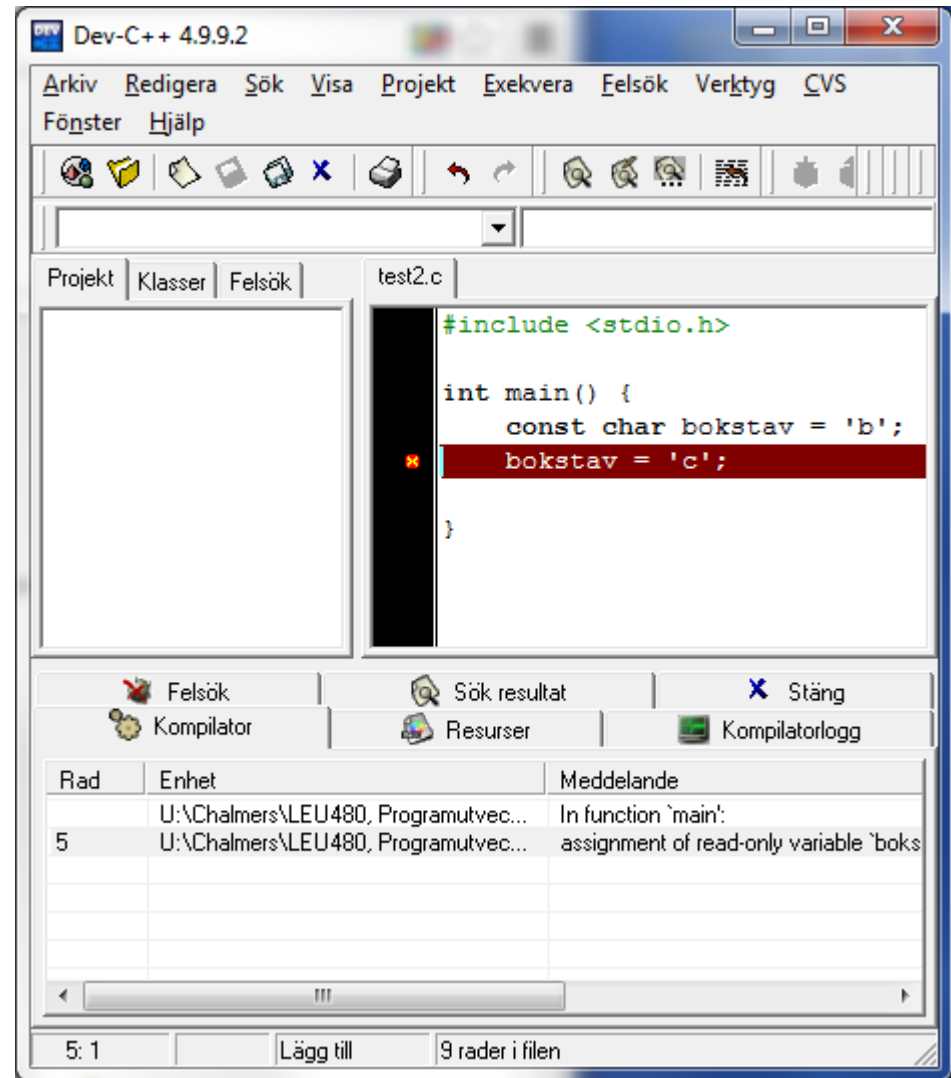 Dev-C++ 4.9.9.2
Arkiv Redigera Sök Visa Projekt Exekvera Felsök Verktyg CVS
Fönster Hjälp
Projekt Klasser Felsök test2.c
#include <stdio.h>
int main() {
const char bokstav = 'b';
bokstav = 'c';
}
Felsök Sök resultat Stäng
Kompilator Resurser Kompilatorlogg
Rad Enhet Meddelande
U:\Chalmers\LEU480, Programutvec... In function `main':
5 U:\Chalmers\LEU480, Programutvec... assignment of read-only variable `boks
5: 1 Lägg till 9 rader i filen